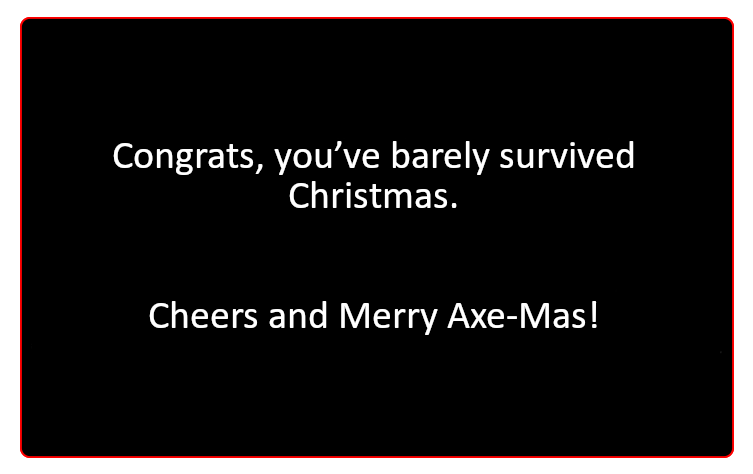 Congrats, you’ve barely survived
Christmas.
Cheers and Merry Axe-Mas!